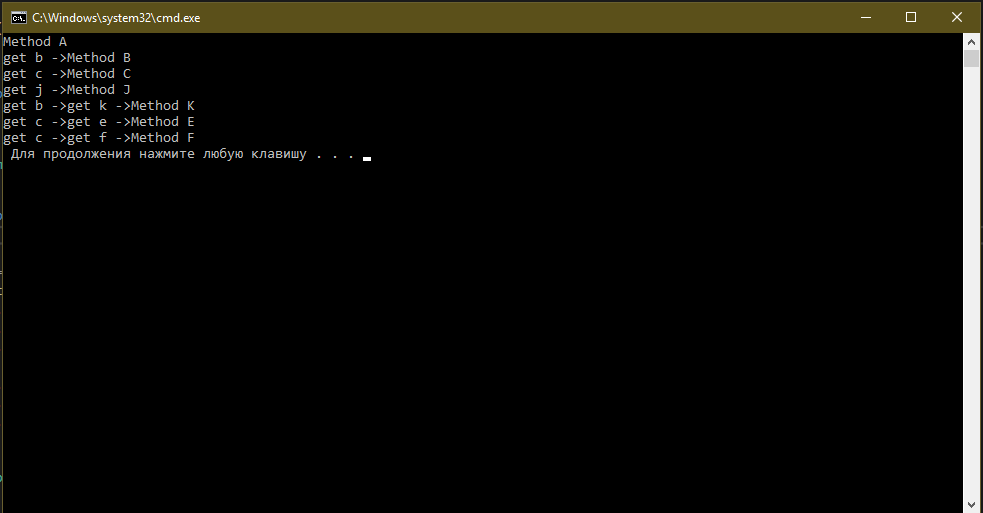 C:\Windows\system32\cmd.exe
Method A
get b ->Method B
get c ->Method C
get j ->Method J
get b ->get k ->Method K
get c ->get e ->Method E
get c ->get f ->Method F
Для продолжения нажмите любую клавишу . . .